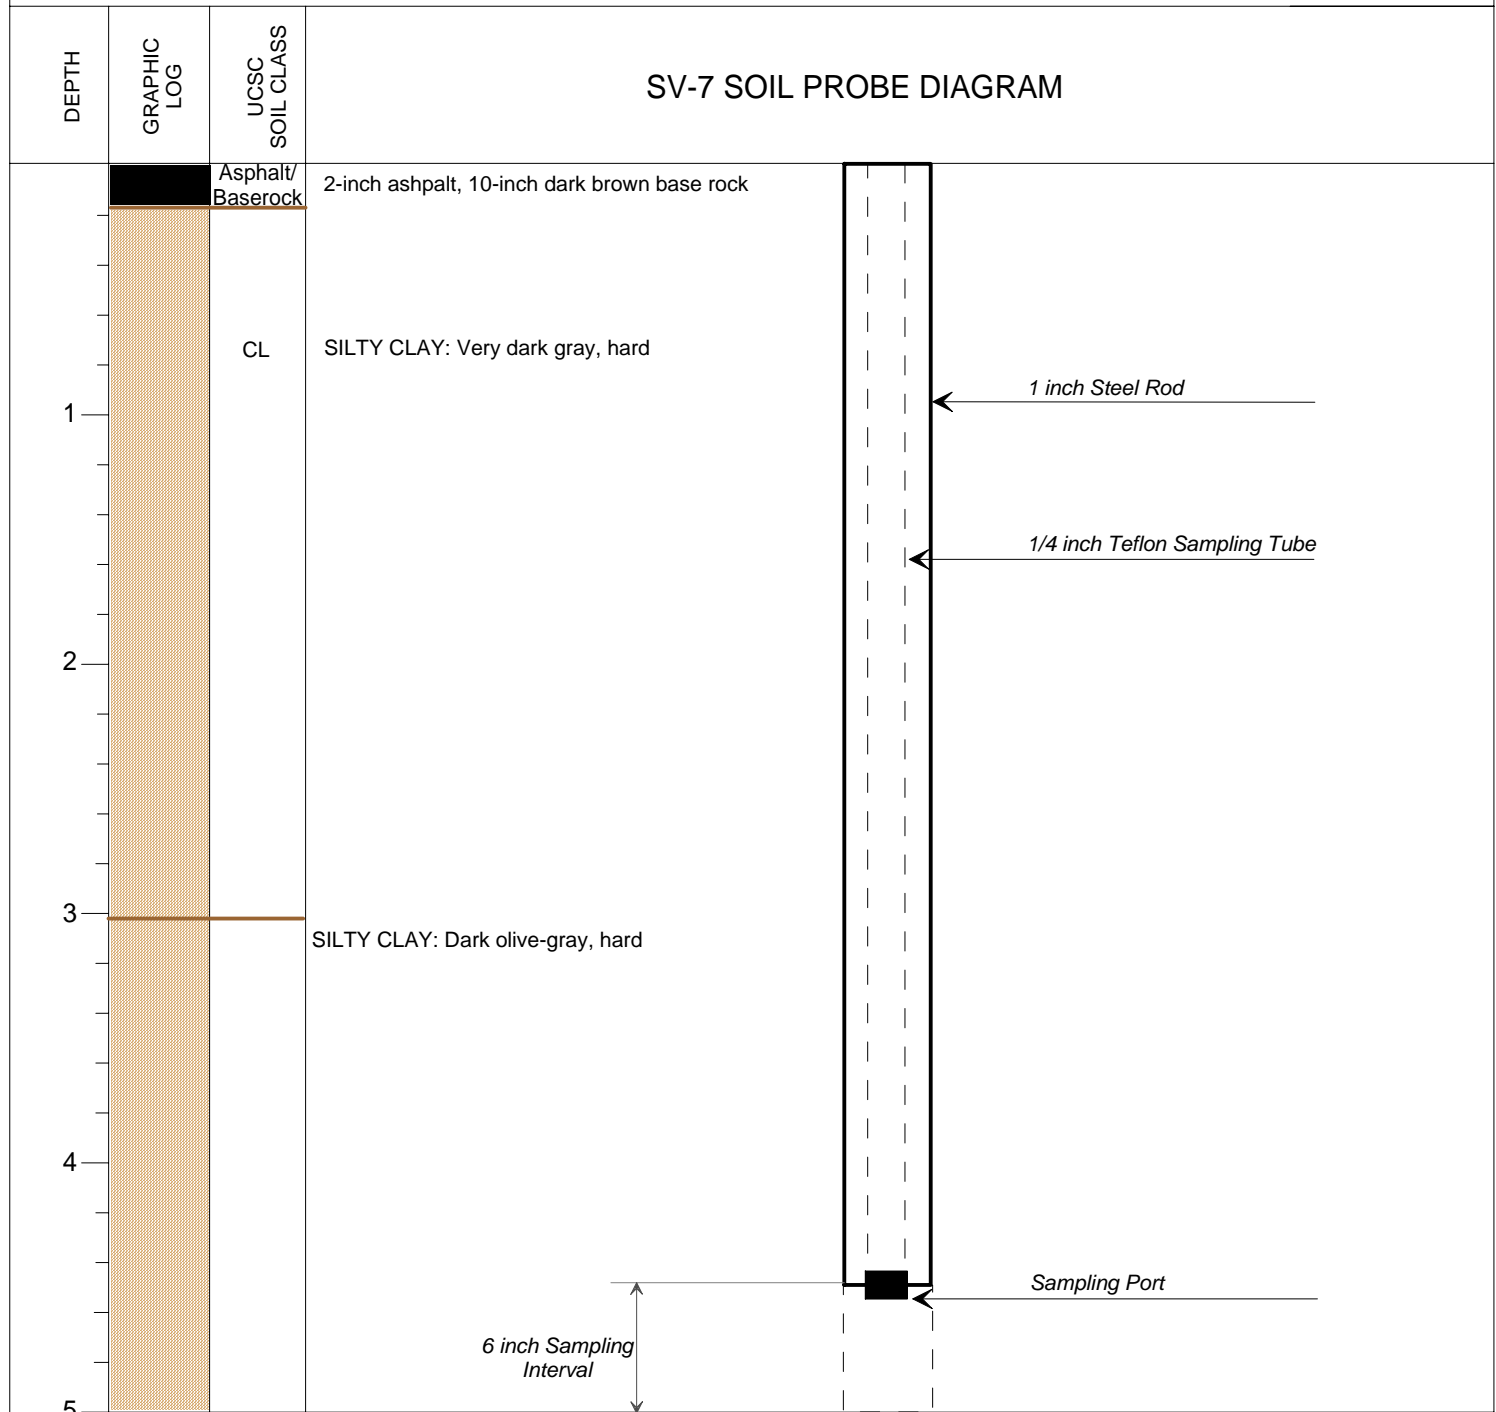 DEPTH
GRAPHIC
LOG
UCSC
SOIL CLASS
SV-7 SOIL PROBE DIAGRAM
Asphalt/
Baserock
2-inch ashpalt, 10-inch dark brown base rock
CL
SILTY CLAY: Very dark gray, hard
1 inch Steel Rod
1
1/4 inch Teflon Sampling Tube
2
3
SILTY CLAY: Dark olive-gray, hard
4
Sampling Port
6 inch Sampling
Interval
5